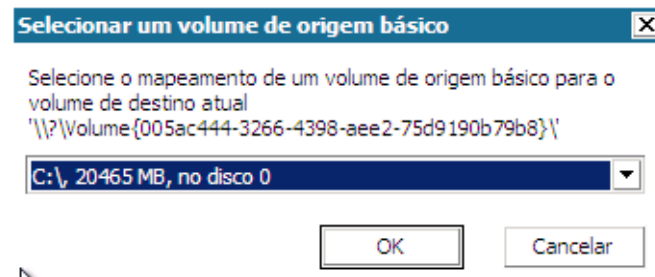 Selecionar um volume de origem básico
Selecione o mapeamento de um volume de origem básico para o
volume de destino atual
'\\?\Volume{005ac444-3266-4398-aee2-75d9190b79b8}\'
C:\, 20465 MB, no disco 0
OK Cancelar